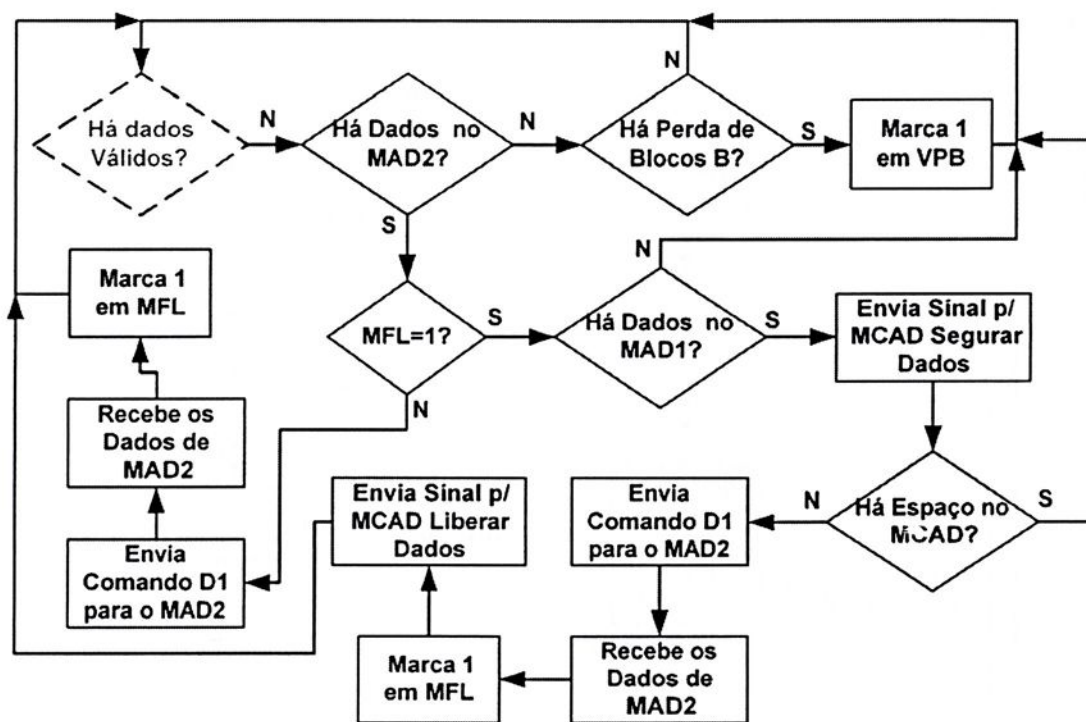 Há dados
Válidos?
N
Há Dados no
MAD2?
N
Há Perda de
Blocos B?
N
S
Marca 1
em VPB
S
Marca 1
em MFL
MFL=1?
S
Há Dados no
MAD1?
N
S
Envia Sinal p/
MCAD Segurar
Dados
N
Recebe os
Dados de
MAD2
Envia
Comando D1
para o MAD2
Envia Sinal p/
MCAD Liberar
Dados
Envia
Comando D1
para o MAD2
N
Há Espaço no
MCAD?
S
Marca 1
em MFL
Recebe os
Dados de
MAD2